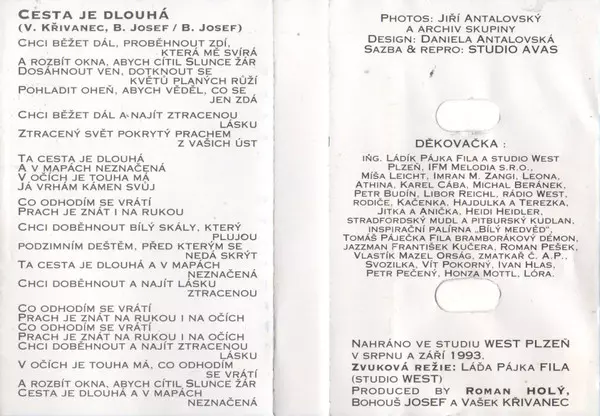 CESTA JE DLOUHÁ
(V. KŘIVANEC, B. JOSEF / B. JOSEF)
CHCI BĚŽET DÁL, PROBĚHNOUT ZDÍ,
KTERÁ MĚ SVÍRÁ
A ROZBÍT OKNA, ABYCH CÍTIL SLUNCE ŽÁR
DOSÁHNOUT VEN, DOTKNOUT SE
KVĚTŮ PLANÝCH RŮŽÍ
POHLADIT OHEŇ, ABYCH VĚDĚL, CO SE
JEN ZDÁ
CHCI BĚŽET DÁL A NAJÍT ZTRACENOU
LÁSKU
ZTRACENÝ SVĚT POKRYTÝ PRACHEM
Z VAŠICH ÚST
TA CESTA JE DLOUHÁ
A V MAPÁCH NEZNAČENÁ
V OČÍCH JE TOUHA MÁ
JÁ VRHÁM KÁMEN SVŮJ
CO ODHODÍM SE VRÁTÍ
PRACH JE ZNÁT I NA RUKOU
CHCI DOBĚHNOUT BÍLÝ SKÁLY, KTERÝ
PLUJOU
PODZIMNÍM DEŠTĚM, PŘED KTERÝM SE
NEDÁ SKRÝT
TA CESTA JE DLOUHÁ A V MAPÁCH
NEZNAČENÁ
CHCI DOBĚHNOUT A NAJÍT LÁSKU
ZTRACENOU
CO ODHODÍM SE VRÁTÍ
PRACH JE ZNÁT NA RUKOU I NA OČÍCH
CO ODHODÍM SE VRÁTÍ
PRACH JE ZNÁT NA RUKOU I NA OČÍCH
CHCI DOBĚHNOUT A NAJÍT ZTRACENOU
LÁSKU
V OČÍCH JE TOUHA MÁ, CO ODHODÍM
SE VRÁTÍ
A ROZBÍT OKNA, ABYCH CÍTIL SLUNCE ŽÁR
A CESTA JE DLOUHÁ A V MAPÁCH
NEZNAČENÁ
PHOTOS: JIŘÍ ANTALOVSKÝ
A ARCHIV SKUPINY
DESIGN: DANIELA ANTALOVSKÁ
SAZBA & REPRO: STUDIO AVAS
DĚKOVAČKA :
ING. LÁDÍK PÁJKA FILA A STUDIO WEST
PLZEŇ, IFM MELODIA S.R.O.,
MÍŠA LEICHT, IMRAN M. ZANGI, LEONA,
ATHINA, KAREL CÁBA, MICHAL BERÁNEK,
PETR BUDÍN, LIBOR REICHL, RÁDIO WEST,
RODIČE, KAČENKA, HAJDULKA A TEREZKA,
JITKA A ANIČKA, HEIDI HEIDLER,
STRADFORDSKÝ MUDL A PITBURSKÝ KUDLAN,
INSPIRAČNÍ PALÍRNA „BÍLÝ MEDVĚD“,
TOMÁŠ PÁJEČKA FILA BRAMBORÁKOVÝ DÉMON,
JAZZMAN FRANTIŠEK KUČERA, ROMAN PEŠEK,
VLASTÍK MAZEL ORSÁG, ZMATKAŘ Č. A.P.,
SVOZILKA, VÍT POKORNÝ, IVAN HLAS,
PETR PEČENÝ, HONZA MOTTL, LÓRA.
NAHRÁNO VE STUDIU WEST PLZEŇ
V SRPNU A ZÁŘÍ 1993.
ZVUKOVÁ REŽIE: LÁĎA PÁJKA FILA
(STUDIO WEST)
PRODUCED BY ROMAN HOLÝ,
BOHOUŠ JOSEF A VAŠEK KŘIVANEC